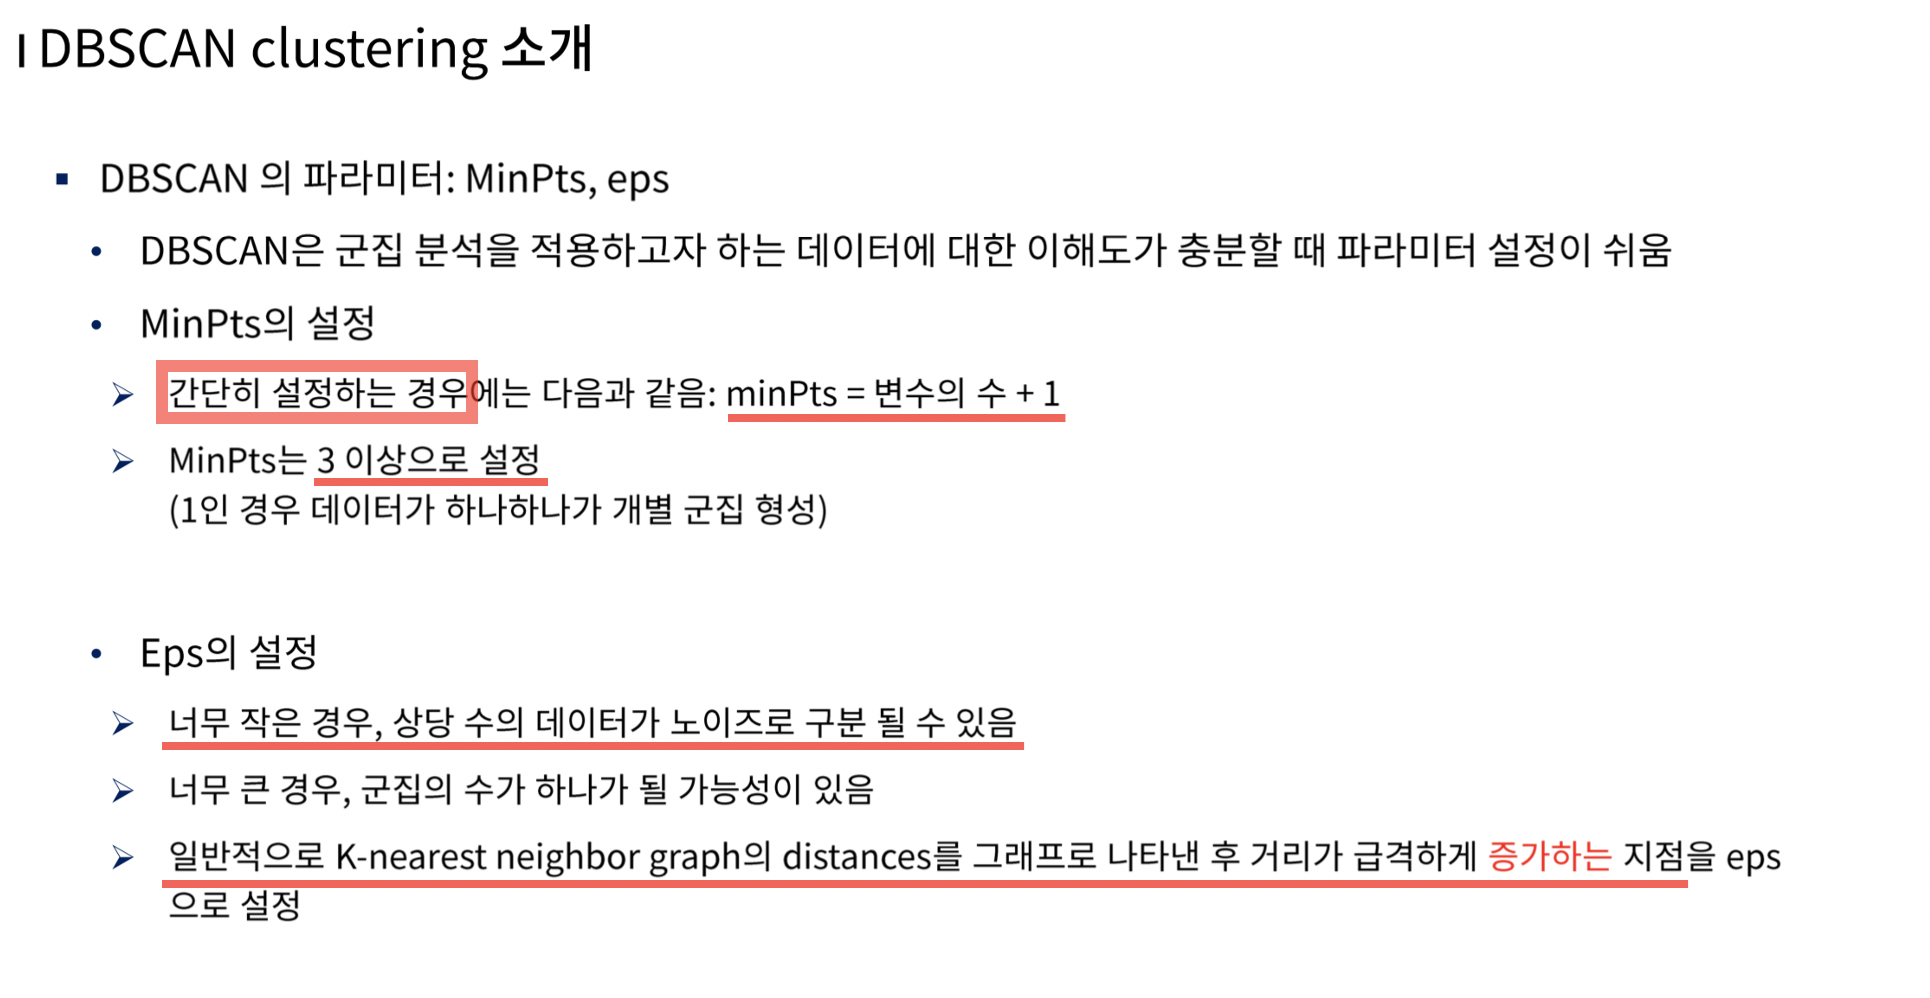 DBSCAN clustering 소개
DBSCAN 의 파라미터: MinPts, eps
DBSCAN은 군집 분석을 적용하고자 하는 데이터에 대한 이해도가 충분할 때 파라미터 설정이 쉬움
MinPts의 설정
간단히 설정하는 경우에는 다음과 같음: minPts = 변수의 수 + 1
MinPts는 3 이상으로 설정
(1인 경우 데이터가 하나하나가 개별 군집 형성)
Eps의 설정
너무 작은 경우, 상당 수의 데이터가 노이즈로 구분 될 수 있음
너무 큰 경우, 군집의 수가 하나가 될 가능성이 있음
일반적으로 K-nearest neighbor graph의 distances를 그래프로 나타낸 후 거리가 급격하게 증가하는 지점을 eps
으로 설정